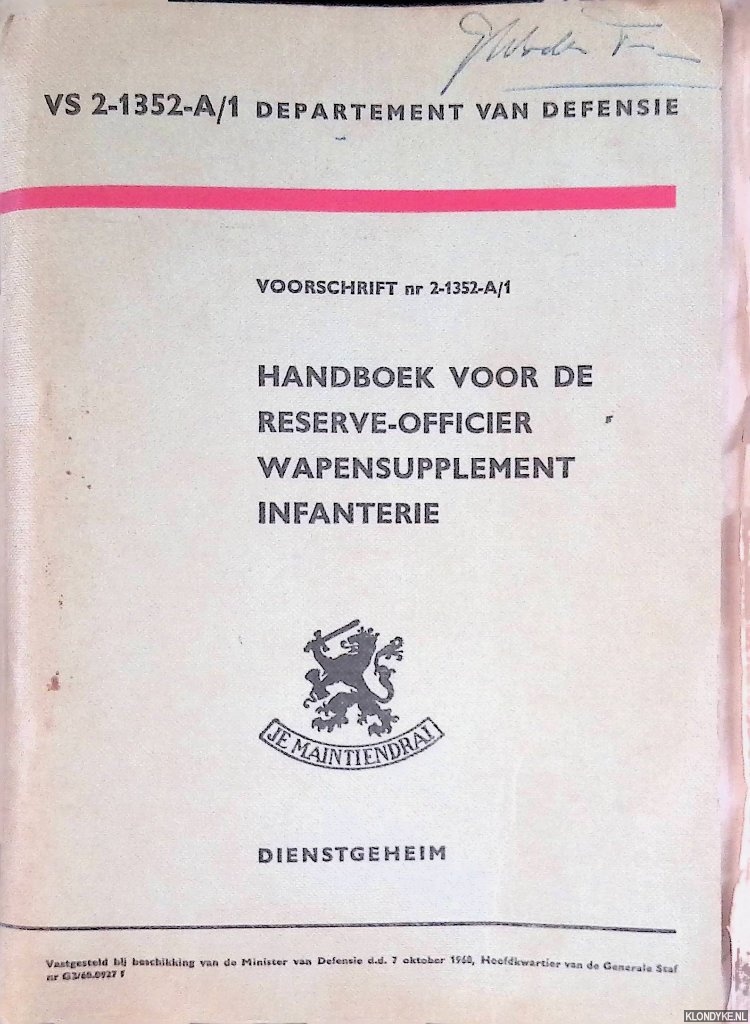 VS 2-1352-A/1 DEPARTEMENT VAN DEFENSIE
VOORSCHRIFT nr 2-1352-A/1
HANDBOEK VOOR DE
RESERVE-OFFICIER
WAPENSUPPLEMENT
INFANTERIE
JE MAINTIENDRAI
DIENSTGEHEIM
Vastgesteld bij beschikking van de Minister van Defensie d.d. 7 oktober 1960, Hoofdkwartier van de Generale Staf
nr G3/60.0927 F
KLONDYKE.NL